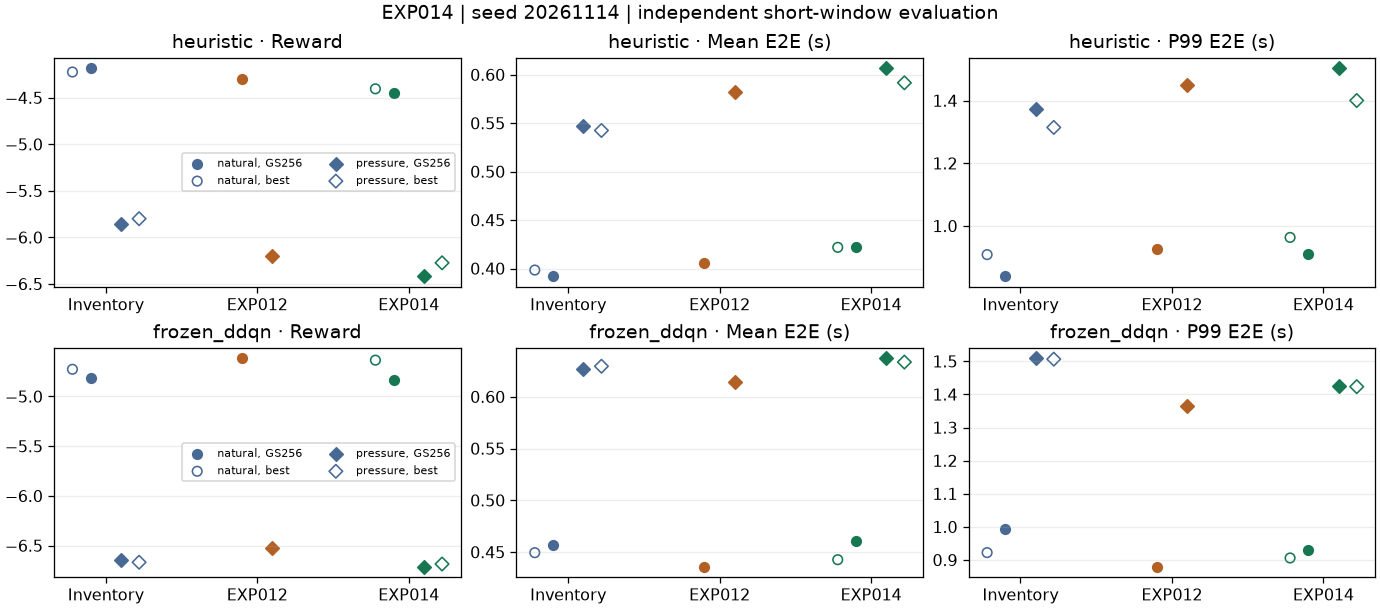 EXP014 | seed 20261114 | independent short-window evaluation
heuristic · Reward
−4.5
−5.0
−5.5
−6.0
−6.5
natural, GS256
natural, best
pressure, GS256
pressure, best
Inventory
EXP012
EXP014
heuristic · Mean E2E (s)
0.60
0.55
0.50
0.45
0.40
Inventory
EXP012
EXP014
heuristic · P99 E2E (s)
1.4
1.2
1.0
Inventory
EXP012
EXP014
frozen_ddqn · Reward
−5.0
−5.5
−6.0
−6.5
natural, GS256
natural, best
pressure, GS256
pressure, best
Inventory
EXP012
EXP014
frozen_ddqn · Mean E2E (s)
0.60
0.55
0.50
0.45
Inventory
EXP012
EXP014
frozen_ddqn · P99 E2E (s)
1.5
1.4
1.3
1.2
1.1
1.0
0.9
Inventory
EXP012
EXP014